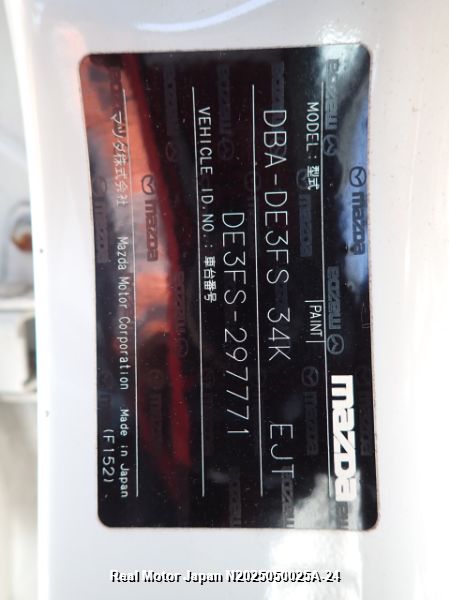 mazda
MODEL : 型式 PAINT
DBA-DE3FS 34K EJT
VEHICLE ID.NO. : 車台番号
DE3FS-297771
マツダ株式会社 Mazda Motor Corporation Made in Japan
(F152)
Real Motor Japan N2025050025A-24